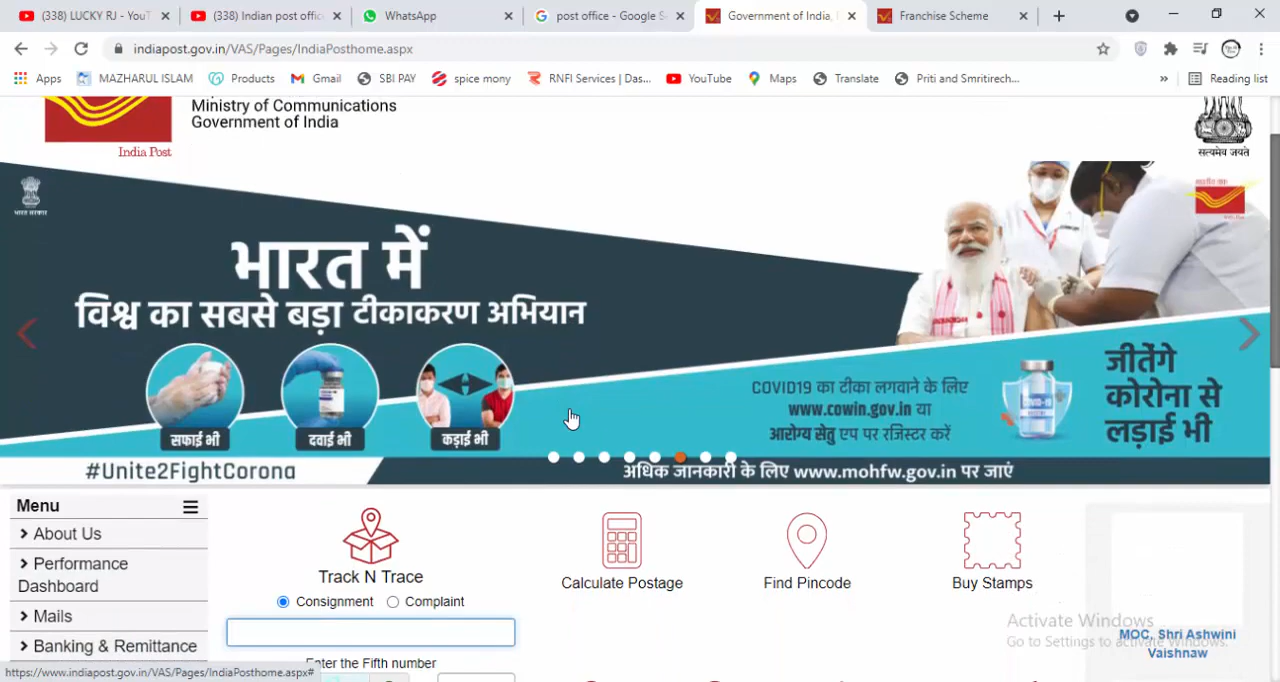 (338) LUCKY RJ - YouT
(338) Indian post offic
WhatsApp
post office - Google S
Government of India,
Franchise Scheme
indiapost.gov.in/VAS/Pages/IndiaPosthome.aspx
Apps
MAZHARUL ISLAM
Products
Gmail
SBI PAY
spice mony
RNFI Services | Das...
YouTube
Maps
Translate
Priti and Smritirech...
»
Reading list
Ministry of Communications
Government of India
India Post
सत्यमेव जयते
भारत सरकार
भारत में
विश्व का सबसे बड़ा टीकाकरण अभियान
सफाई भी
दवाई भी
कड़ाई भी
COVID19 का टीका लगवाने के लिए
www.cowin.gov.in या
आरोग्य सेतु एप पर रजिस्टर करें
जीतेंगे
कोरोना से
लड़ाई भी
#Unite2FightCorona
अधिक जानकारी के लिए www.mohfw.gov.in पर जाएं
Menu
About Us
Performance
Dashboard
Mails
Banking & Remittance
Track N Trace
Consignment
Complaint
Enter the Fifth number
Calculate Postage
Find Pincode
Buy Stamps
MOC, Shri Ashwini
Vaishnaw
Activate Windows
Go to Settings to activate Windows.
https://www.indiapost.gov.in/VAS/Pages/IndiaPosthome.aspx#